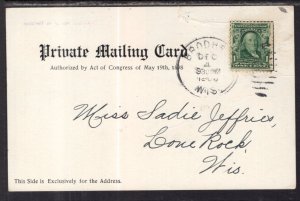 Private Mailing Card
Authorized by Act of Congress of May 19th, 1898
BRODHE
DEC
WIS.
Miss Sadie Jeffries,
Lone Rock,
Wis.
This Side is Exclusively for the Address.